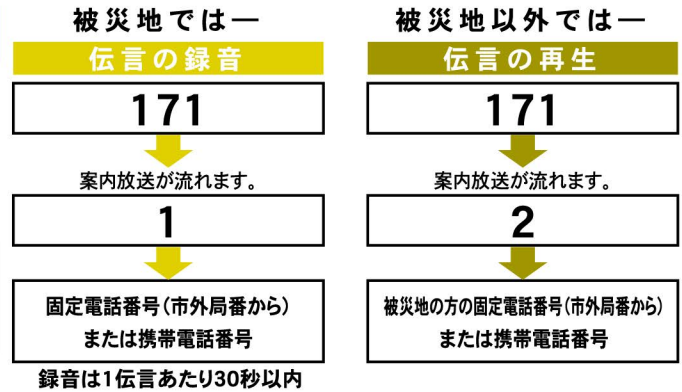 被災地では―
伝言の録音
171
案内放送が流れます。
1
固定電話番号(市外局番から)
または携帯電話番号
録音は1伝言あたり30秒以内
被災地以外では―
伝言の再生
171
案内放送が流れます。
2
被災地の方の固定電話番号(市外局番から)
または携帯電話番号